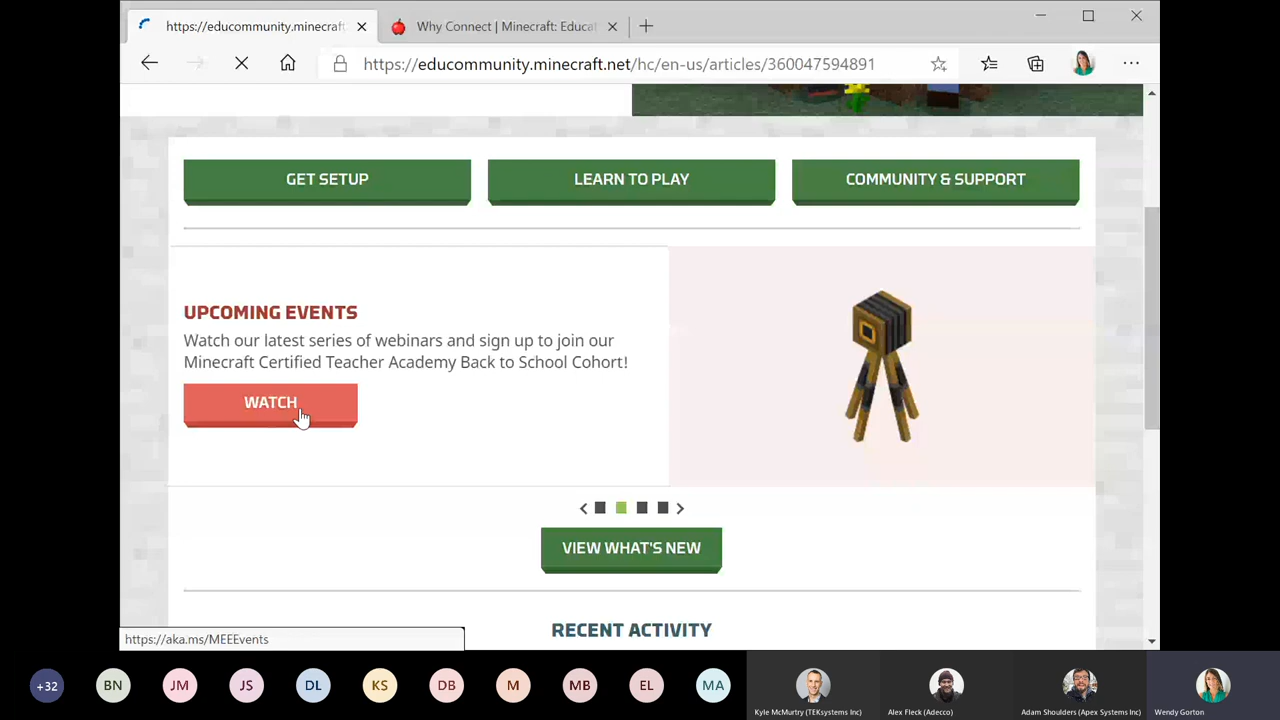 https://educommunity.minecraft
Why Connect | Minecraft: Educat
https://educommunity.minecraft.net/hc/en-us/articles/360047594891
GET SETUP
LEARN TO PLAY
COMMUNITY & SUPPORT
UPCOMING EVENTS
Watch our latest series of webinars and sign up to join our
Minecraft Certified Teacher Academy Back to School Cohort!
WATCH
VIEW WHAT'S NEW
RECENT ACTIVITY
https://aka.ms/MEEEvents
+32
BN
JM
JS
DL
KS
DB
M
MB
EL
MA
Kyle McMurtry (TEKsystems Inc)
Alex Fleck (Adecco)
Adam Shoulders (Apex Systems Inc)
Wendy Gorton